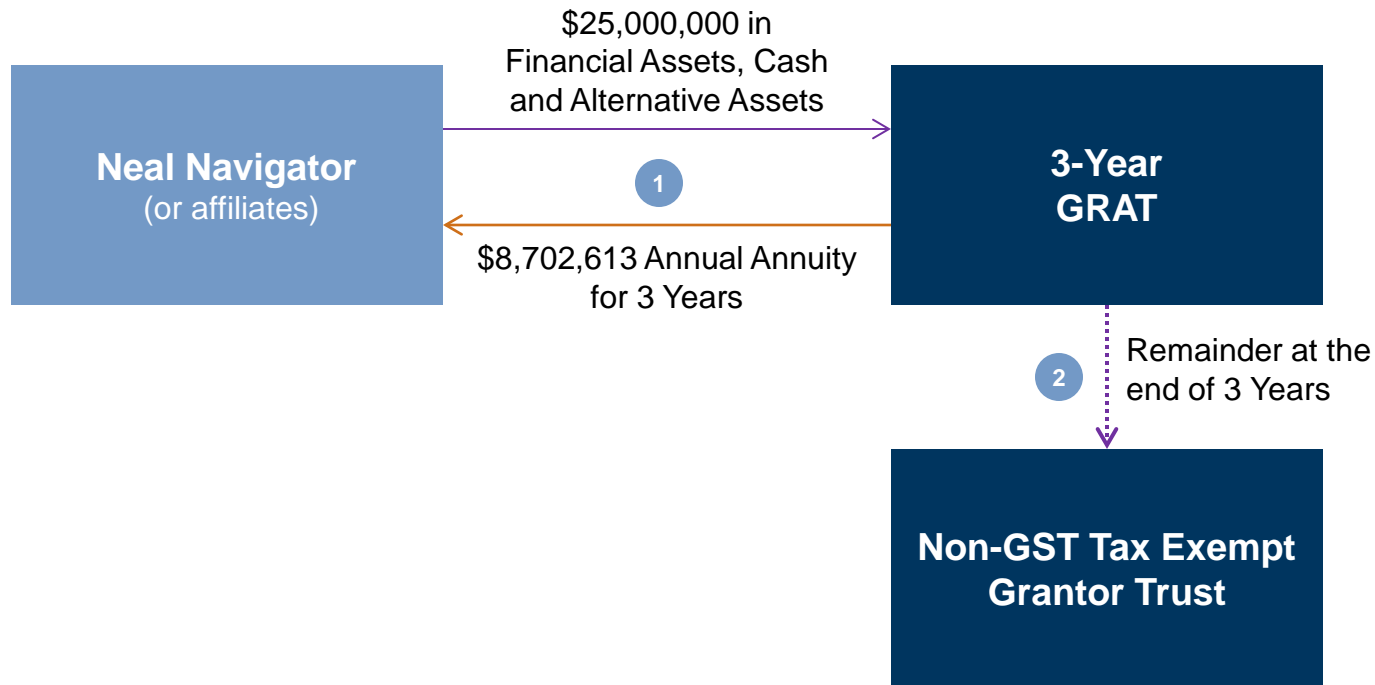 $25,000,000 in
Financial Assets, Cash
and Alternative Assets
Neal Navigator
(or affiliates)
1
3-Year
GRAT
$8,702,613 Annual Annuity
for 3 Years
2
Remainder at the
end of 3 Years
Non-GST Tax Exempt
Grantor Trust